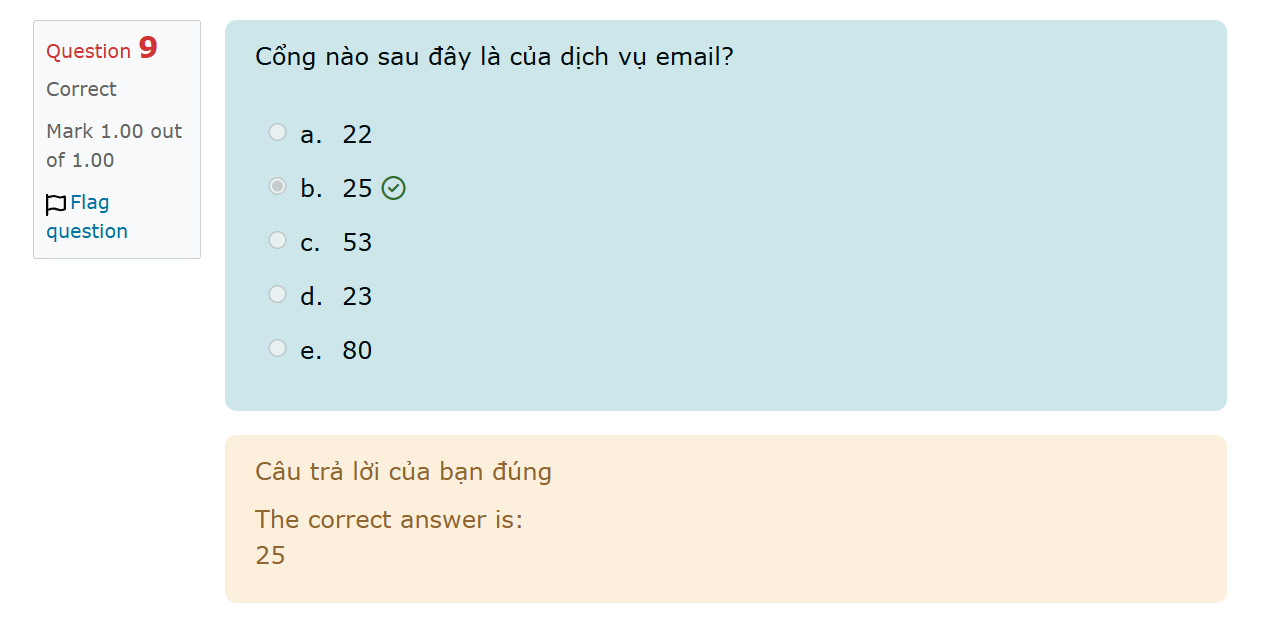 Question 9
Correct
Mark 1.00 out
of 1.00
Flag
question
Cổng nào sau đây là của dịch vụ email?
a. 22
b. 25
c. 53
d. 23
e. 80
Câu trả lời của bạn đúng
The correct answer is:
25